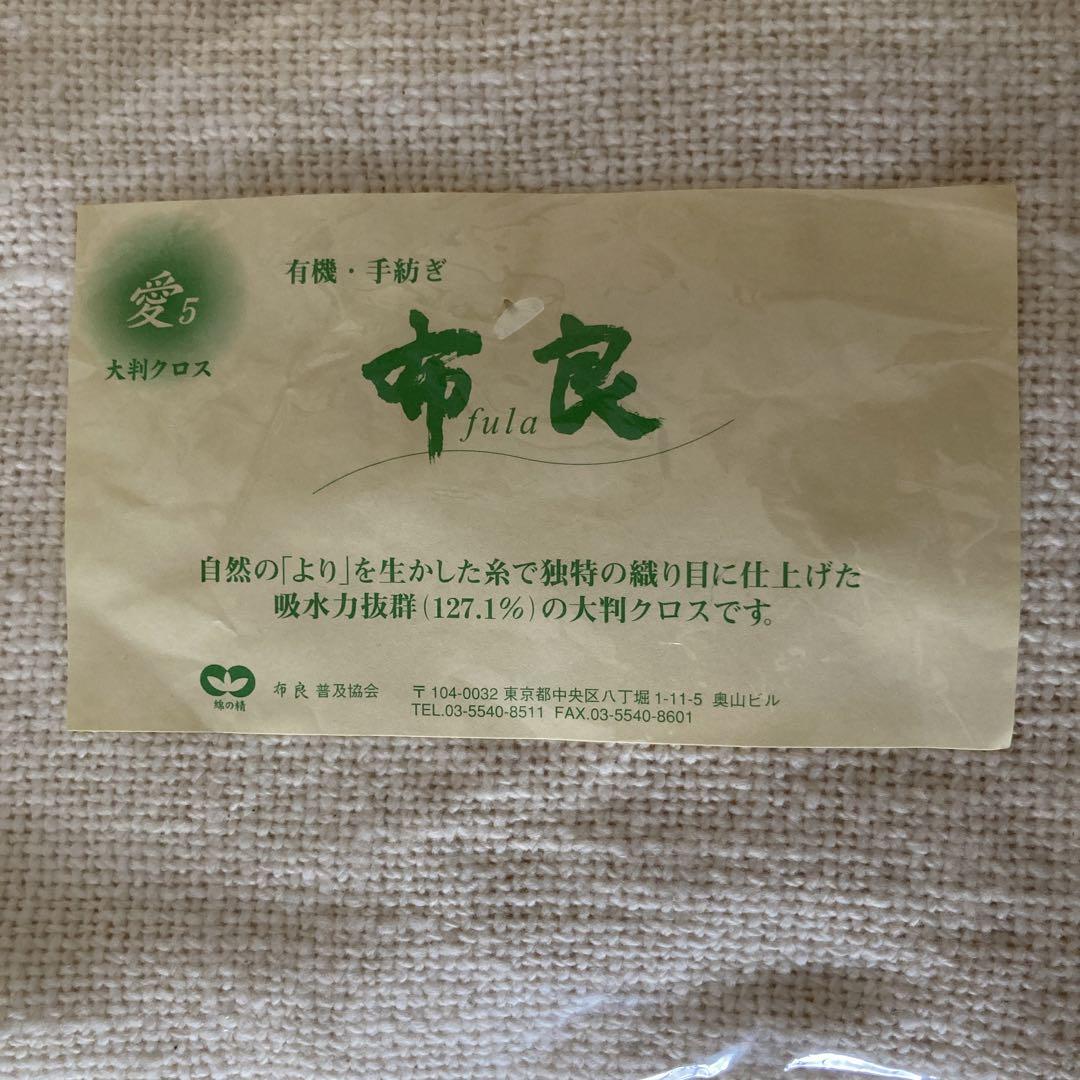 愛5
大判クロス
有機・手紡ぎ
布良
fula
自然の「より」を生かした糸で独特の織り目に仕上げた
吸水力抜群(127.1%)の大判クロスです。
綿の精
布良 普及協会
〒104-0032 東京都中央区八丁堀 1-11-5 奥山ビル
TEL.03-5540-8511 FAX.03-5540-8601